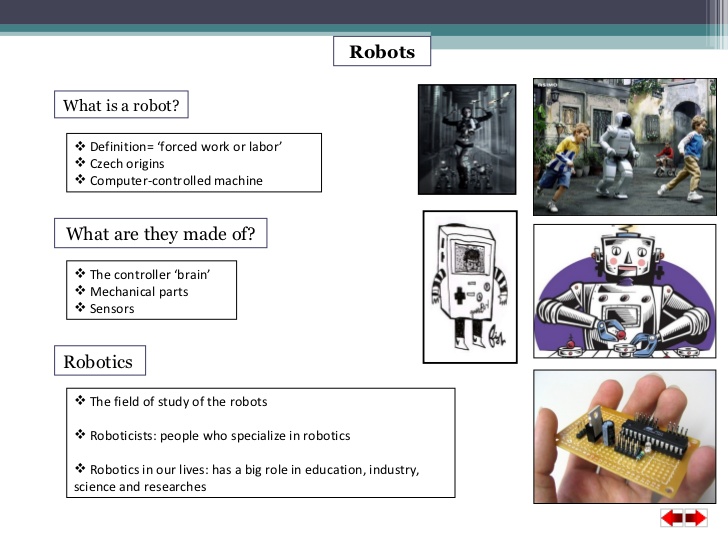 Robots
What is a robot?
❖ Definition= ‘forced work or labor’
❖ Czech origins
❖ Computer-controlled machine
What are they made of?
❖ The controller ‘brain’
❖ Mechanical parts
❖ Sensors
Robotics
❖ The field of study of the robots
❖ Roboticists: people who specialize in robotics
❖ Robotics in our lives: has a big role in education, industry,
science and researches